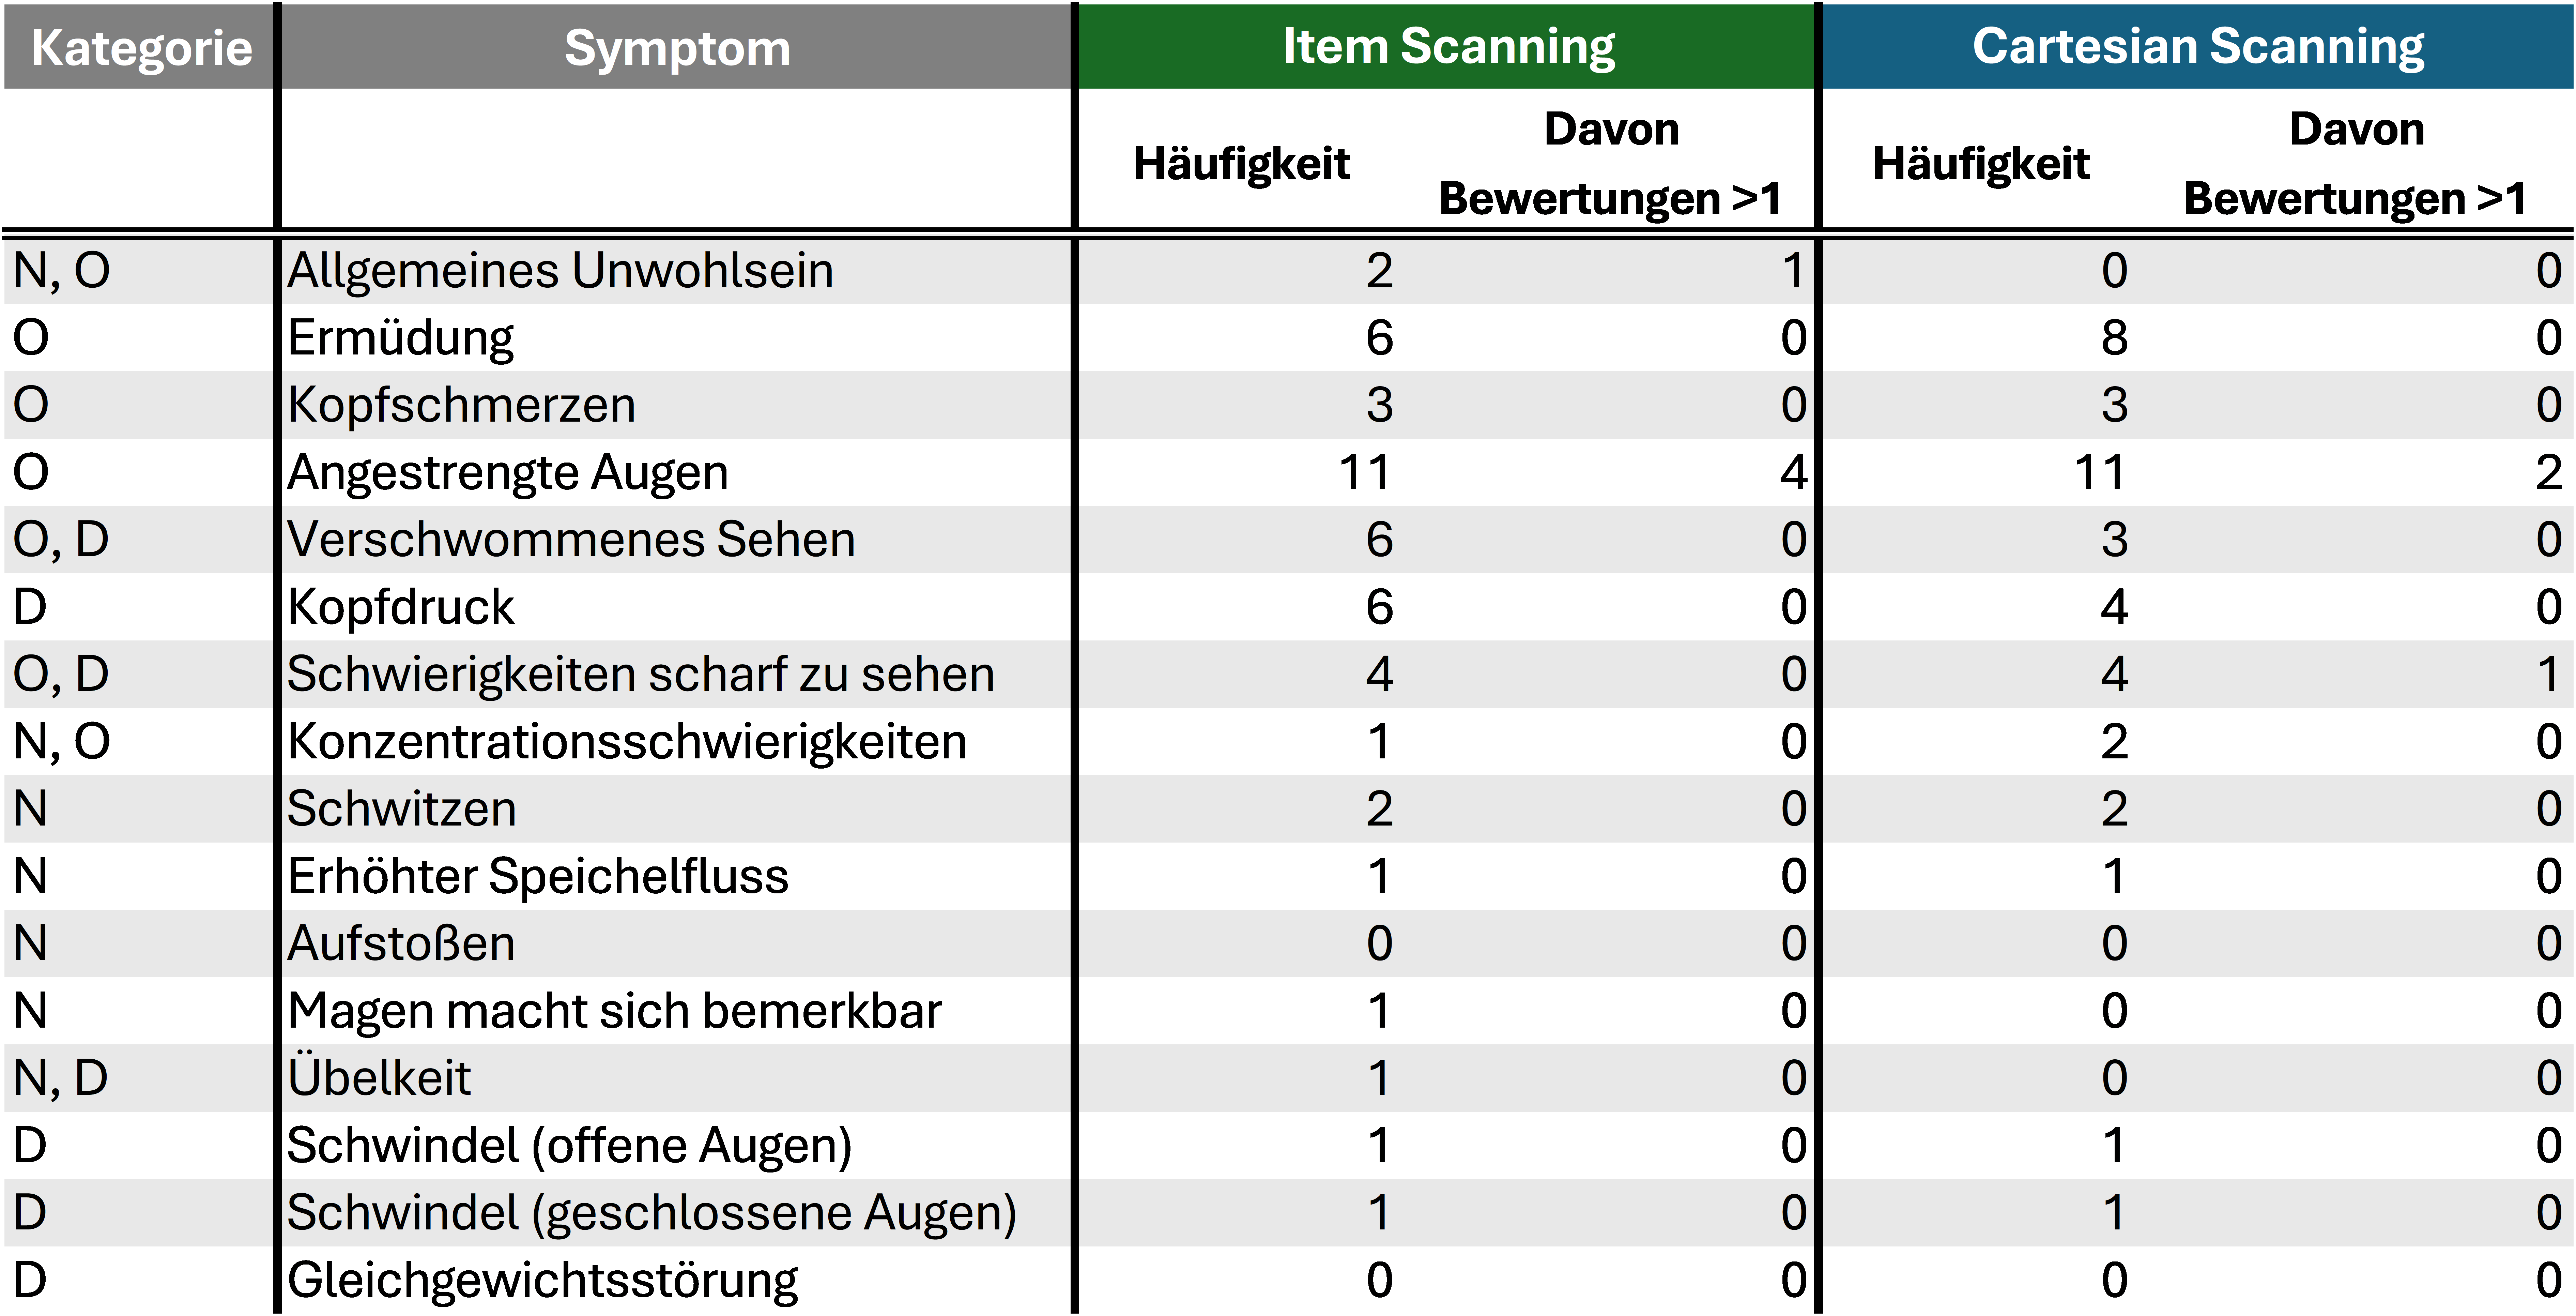 Kategorie Symptom Item Scanning Cartesian Scanning
Häufigkeit Davon Bewertungen >1 Häufigkeit Davon Bewertungen >1
N, O Allgemeines Unwohlsein 2 1 0 0
O Ermüdung 6 0 8 0
O Kopfschmerzen 3 0 3 0
O Angestrengte Augen 11 4 11 2
O, D Verschwommenes Sehen 6 0 3 0
D Kopfdruck 6 0 4 0
O, D Schwierigkeiten scharf zu sehen 4 0 4 1
N, O Konzentrationsschwierigkeiten 1 0 2 0
N Schwitzen 2 0 2 0
N Erhöhter Speichelfluss 1 0 1 0
N Aufstoßen 0 0 0 0
N Magen macht sich bemerkbar 1 0 0 0
N, D Übelkeit 1 0 0 0
D Schwindel (offene Augen) 1 0 1 0
D Schwindel (geschlossene Augen) 1 0 1 0
D Gleichgewichtsstörung 0 0 0 0